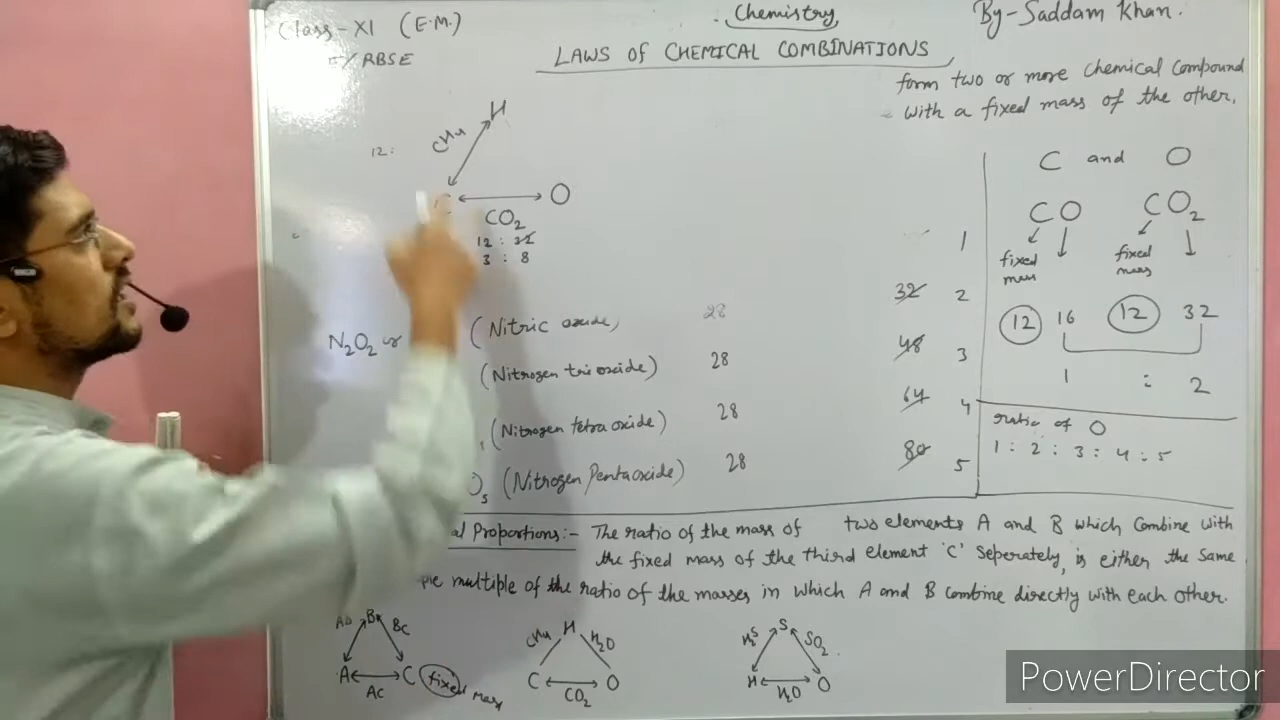 Class-XI (E.M.)
RBSE
Chemistry
By-Saddam Khan.
LAWS OF CHEMICAL COMBINATIONS
form two or more chemical compound
with a fixed mass of the other.
H
CH4
12:
C
O
CO2
12 : 32
3 : 8
C and O
CO CO2
fixed mass fixed mass
12 16 12 32
1 : 2
ratio of O
1 : 2 : 3 : 4 : 5
1
N2O2 or (Nitric oxide) 28 32 2
(Nitrogen trioxide) 28 48 3
(Nitrogen tetra oxide) 28 64 4
O5 (Nitrogen Pentaoxide) 28 80 5
al Proportions:- The ratio of the mass of two elements A and B which combine with
the fixed mass of the third element 'C' Seperately, is either the same
multiple of the ratio of the masses in which A and B combine directly with each other.
AB B BC
A C fixed mass
AC
CH4 H H2O
C O
CO2
H2S S SO2
H O
H2O
PowerDirector